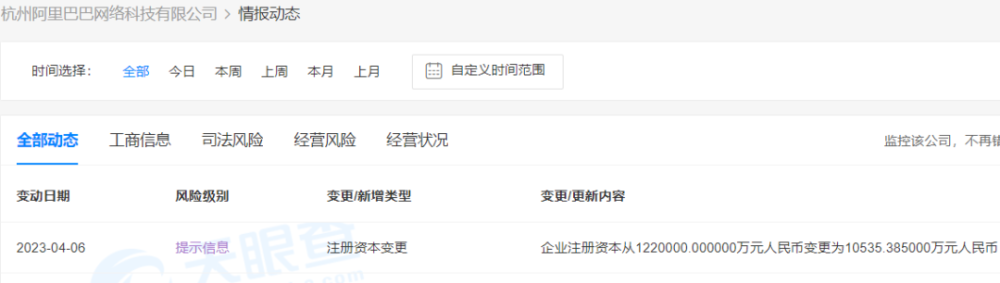 杭州阿里巴巴网络科技有限公司 > 情报动态
时间选择： 全部 今日 本周 上周 本月 上月 自定义时间范围
全部动态 工商信息 司法风险 经营风险 经营状况 监控该公司，不再错
变动日期 风险级别 变更/新增类型 变更/更新内容
2023-04-06 提示信息 注册资本变更 企业注册资本从1220000.000000万元人民币变更为10535.385000万元人民币
天眼查
.com